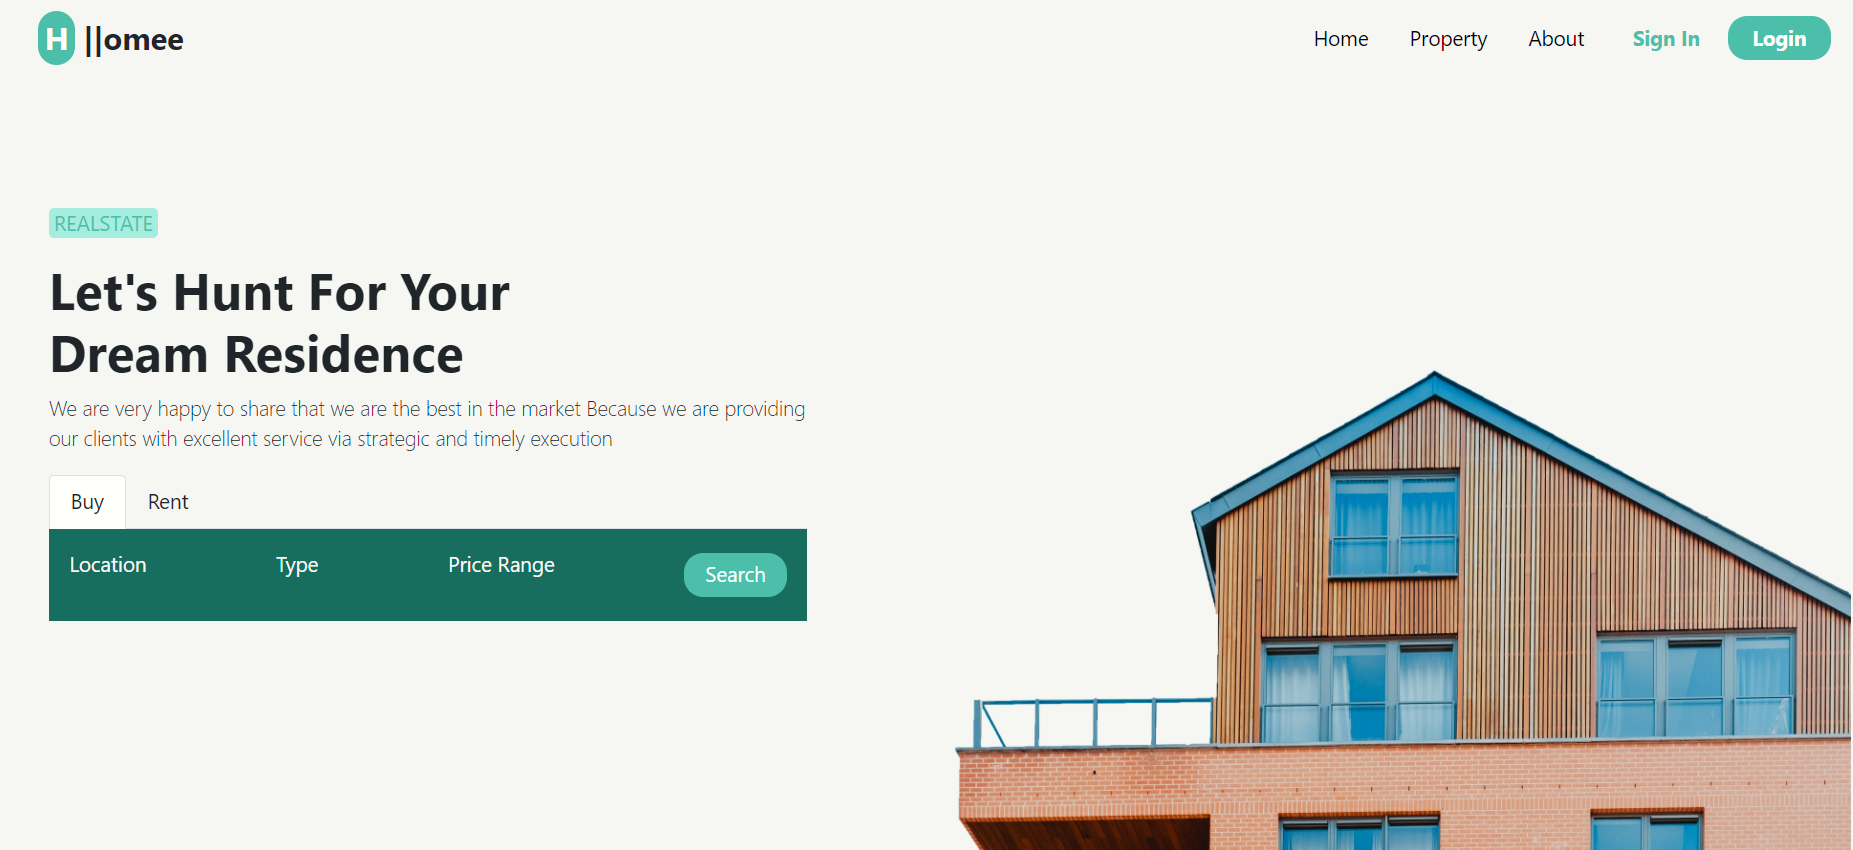 H ||omee
Home Property About Sign In Login
REALSTATE
Let's Hunt For Your
Dream Residence
We are very happy to share that we are the best in the market Because we are providing
our clients with excellent service via strategic and timely execution
Buy Rent
Location Type Price Range Search